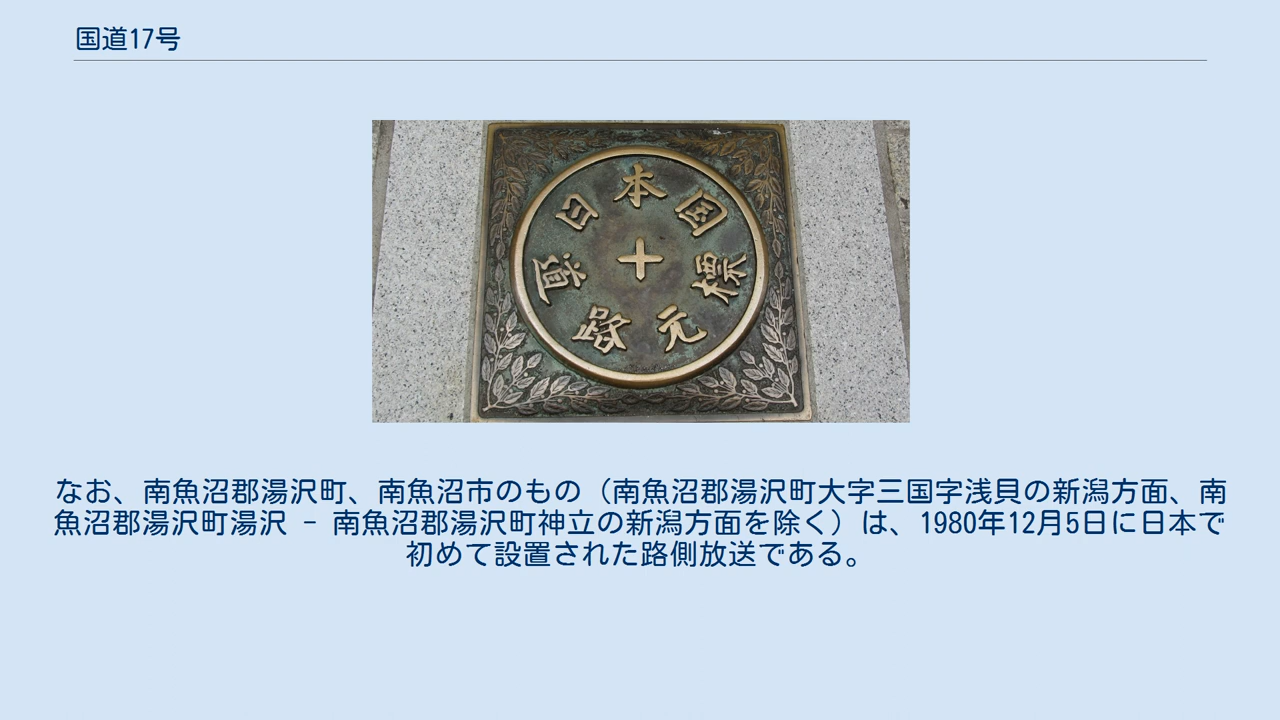 国道17号
日本国道路元標
なお、南魚沼郡湯沢町、南魚沼市のもの（南魚沼郡湯沢町大字三国字浅貝の新潟方面、南
魚沼郡湯沢町湯沢 - 南魚沼郡湯沢町神立の新潟方面を除く）は、1980年12月5日に日本で
初めて設置された路側放送である。